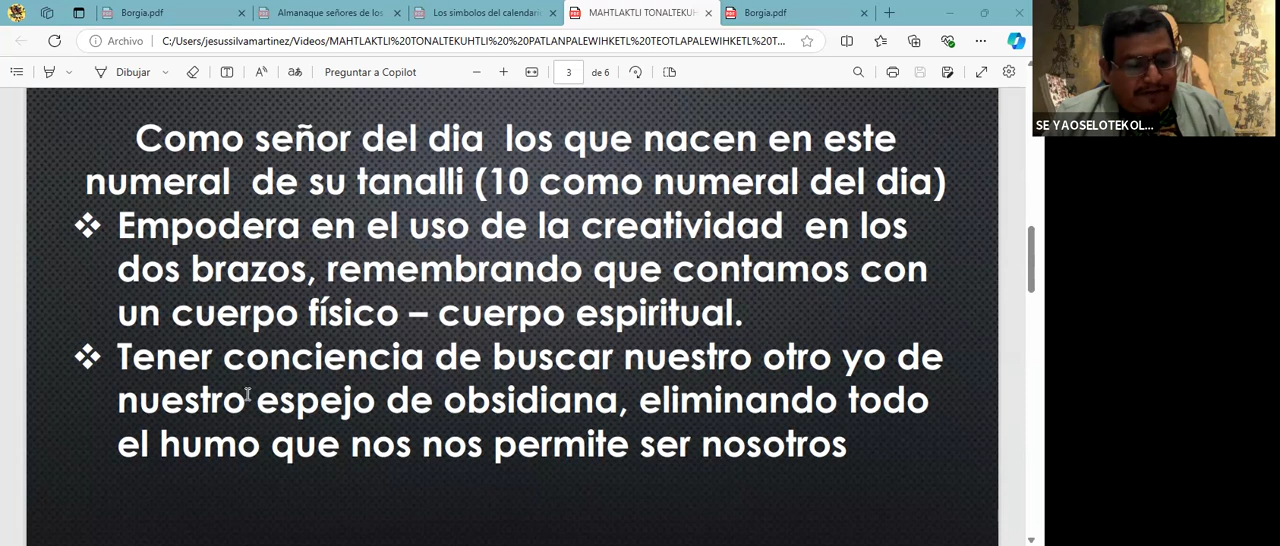 Borgia.pdf
Almanaque señores de los
Los simbolos del calendari
MAHTLAKTLI TONALTEKUH
Borgia.pdf
Archivo
C:/Users/jesussilvamartinez/Videos/MAHTLAKTLI%20TONALTEKUHTLI%20%20PATLANPALEWIHKETL%20TEOTLAPALEWIHKETL%20T...
Dibujar
Preguntar a Copilot
3
de 6
SE YAOSELOTEKOL...
Como señor del dia los que nacen en este
numeral de su tanalli (10 como numeral del dia)
❖ Empodera en el uso de la creatividad en los
dos brazos, remembrando que contamos con
un cuerpo físico – cuerpo espiritual.
❖ Tener conciencia de buscar nuestro otro yo de
nuestro espejo de obsidiana, eliminando todo
el humo que nos nos permite ser nosotros